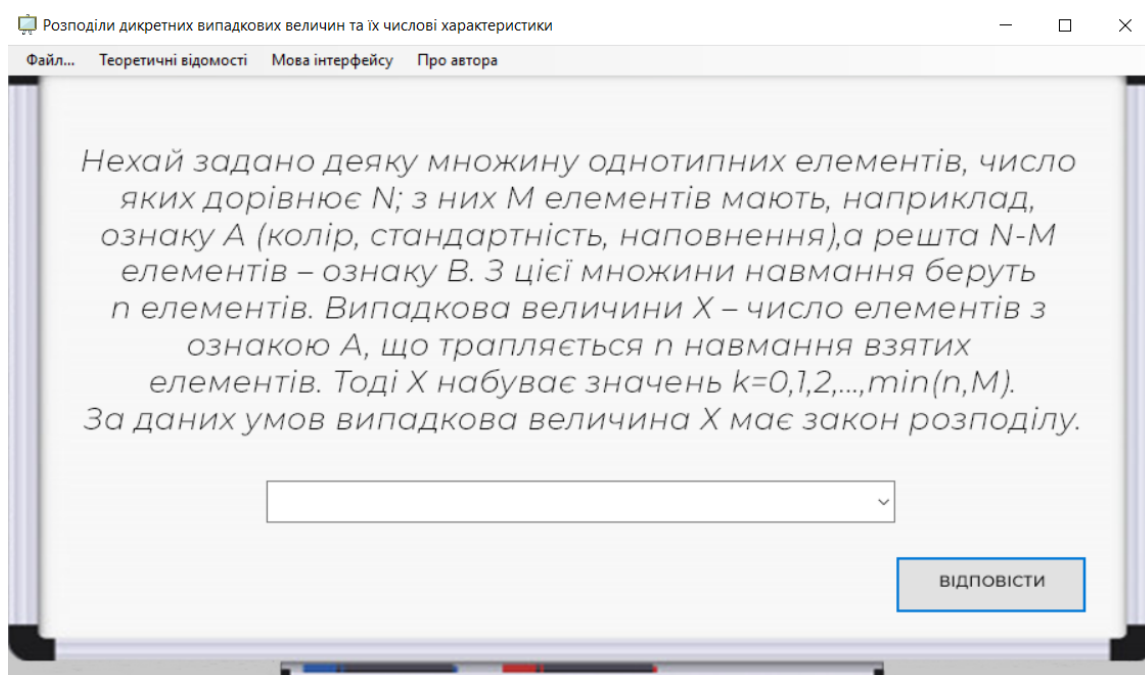 Розподіли дикретних випадкових величин та їх числові характеристики
Файл... Теоретичні відомості Мова інтерфейсу Про автора
Нехай задано деяку множину однотипних елементів, число
яких дорівнює N; з них M елементів мають, наприклад,
ознаку А (колір, стандартність, наповнення),а решта N-M
елементів – ознаку В. З цієї множини навмання беруть
n елементів. Випадкова величини X – число елементів з
ознакою А, що трапляється n навмання взятих
елементів. Тоді X набуває значень k=0,1,2,...,min(n,M).
За даних умов випадкова величина X має закон розподілу.
ВІДПОВІСТИ